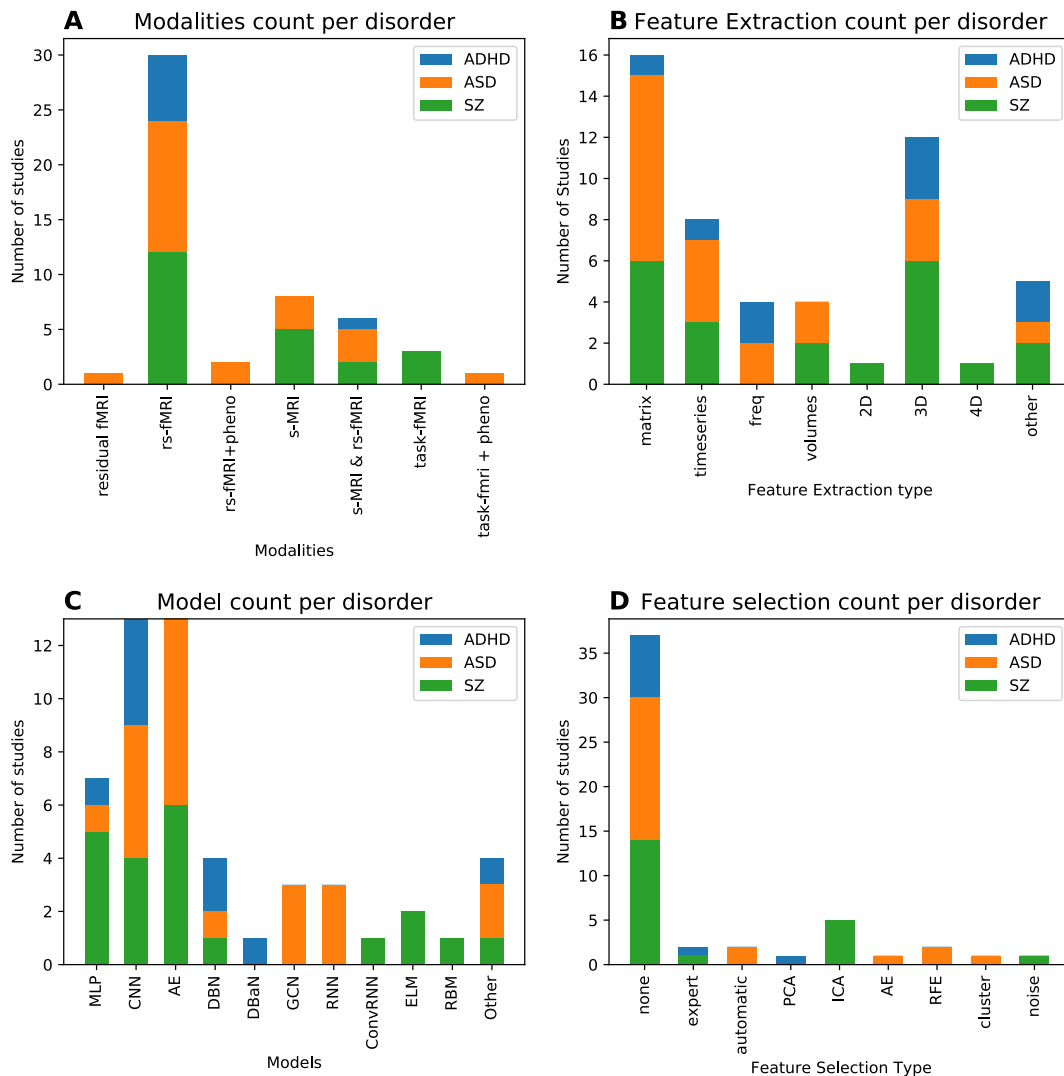 A Modalities count per disorder
Number of studies
30
25
20
15
10
5
0
ADHD
ASD
SZ
residual fMRI
rs-fMRI
rs-fMRI+pheno
s-MRI
s-MRI & rs-fMRI
task-fMRI
task-fmri + pheno
Modalities
B Feature Extraction count per disorder
Number of Studies
16
14
12
10
8
6
4
2
0
ADHD
ASD
SZ
matrix
timeseries
freq
volumes
2D
3D
4D
other
Feature Extraction type
C Model count per disorder
Number of studies
12
10
8
6
4
2
0
ADHD
ASD
SZ
MLP
CNN
AE
DBN
DBaN
GCN
RNN
ConvRNN
ELM
RBM
Other
Models
D Feature selection count per disorder
Number of studies
35
30
25
20
15
10
5
0
ADHD
ASD
SZ
none
expert
automatic
PCA
ICA
AE
RFE
cluster
noise
Feature Selection Type